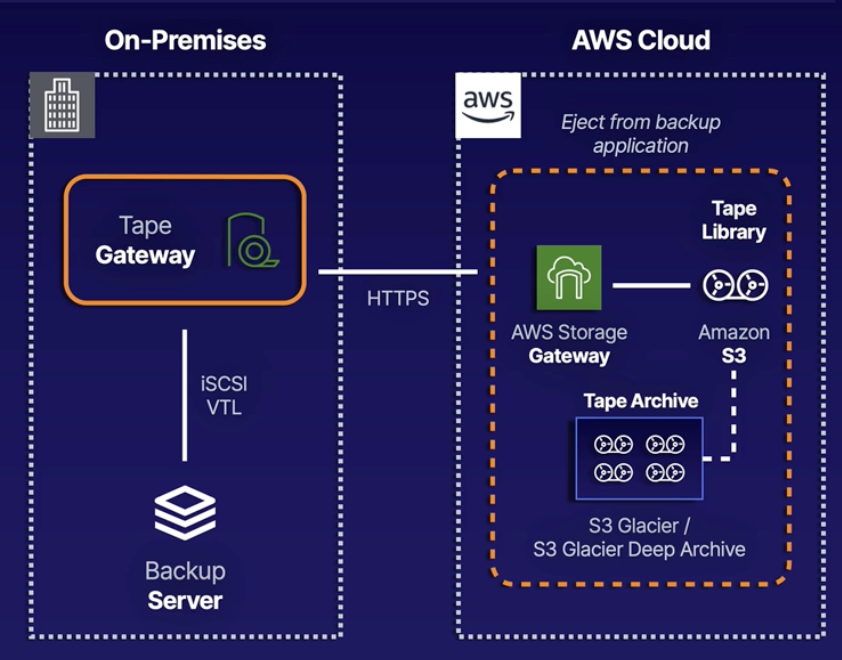 On-Premises
AWS Cloud
aws
Eject from backup
application
Tape
Gateway
HTTPS
iSCSI
VTL
Backup
Server
Tape
Library
AWS Storage
Gateway
Amazon
S3
Tape Archive
S3 Glacier /
S3 Glacier Deep Archive